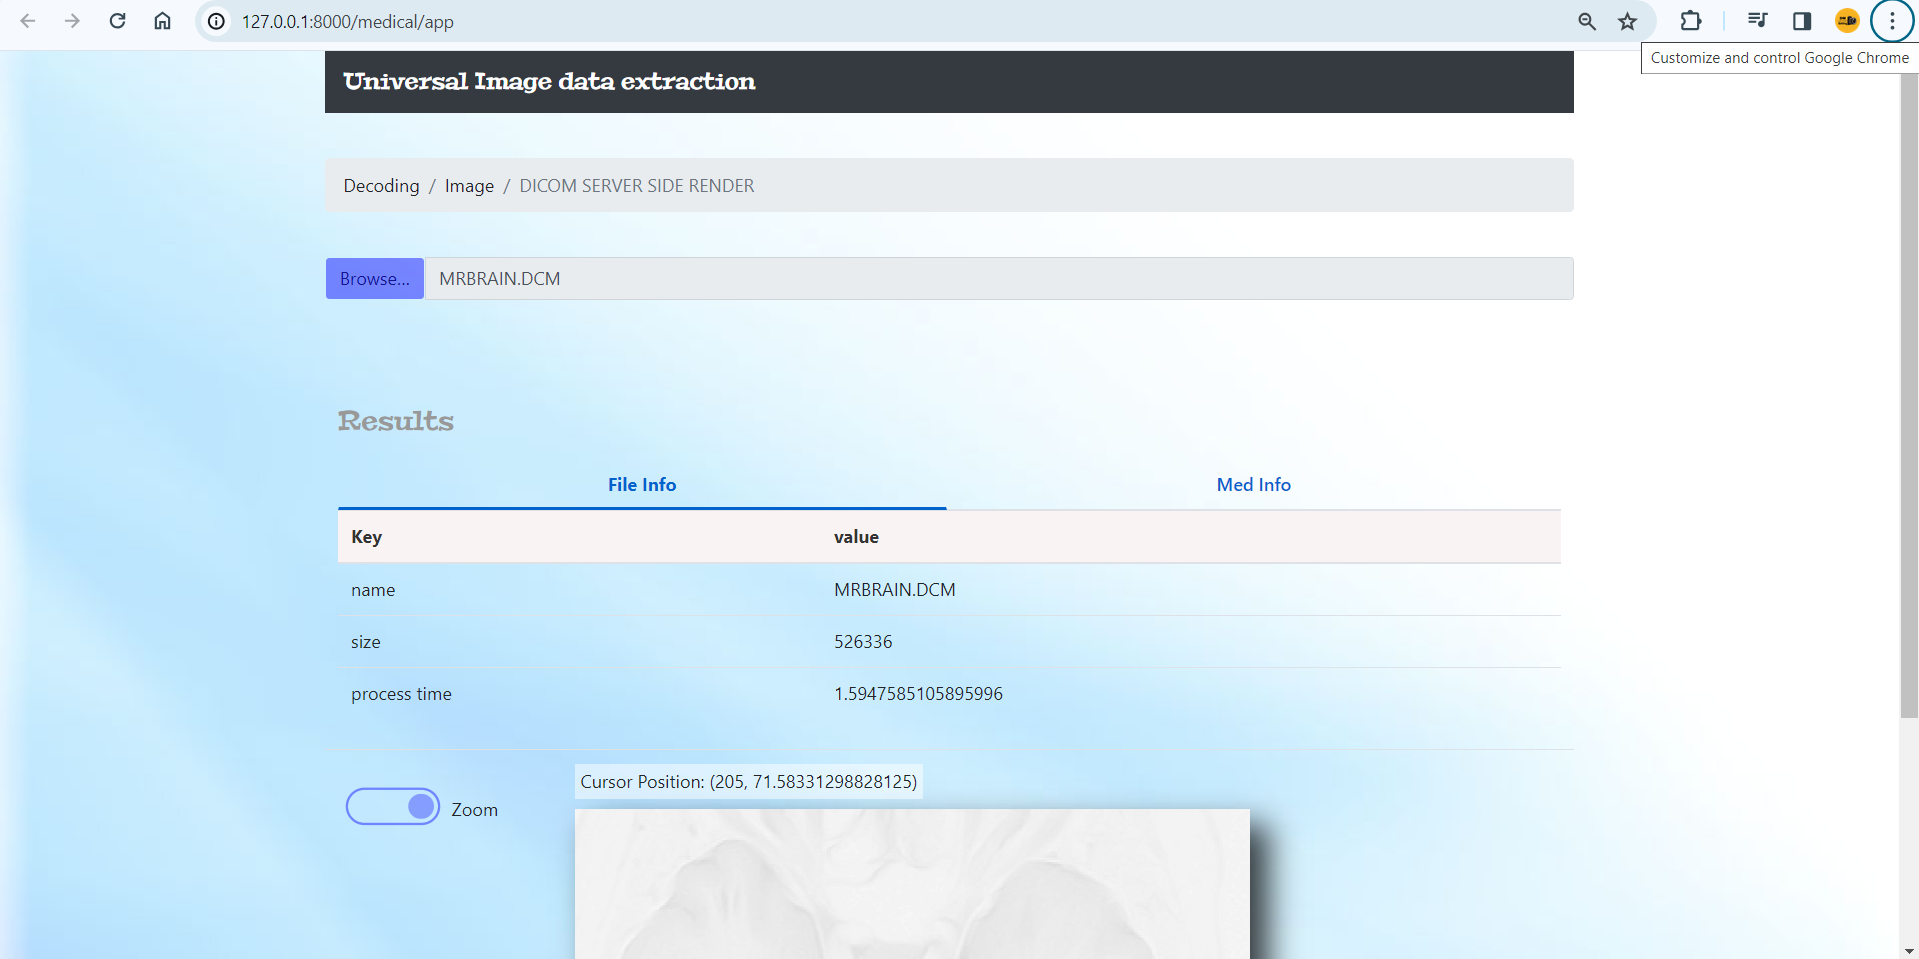 127.0.0.1:8000/medical/app
Customize and control Google Chrome
Universal Image data extraction
Decoding / Image / DICOM SERVER SIDE RENDER
Browse... MRBRAIN.DCM
Results
File Info Med Info
Key value
name MRBRAIN.DCM
size 526336
process time 1.5947585105895996
Cursor Position: (205, 71.58331298828125)
Zoom